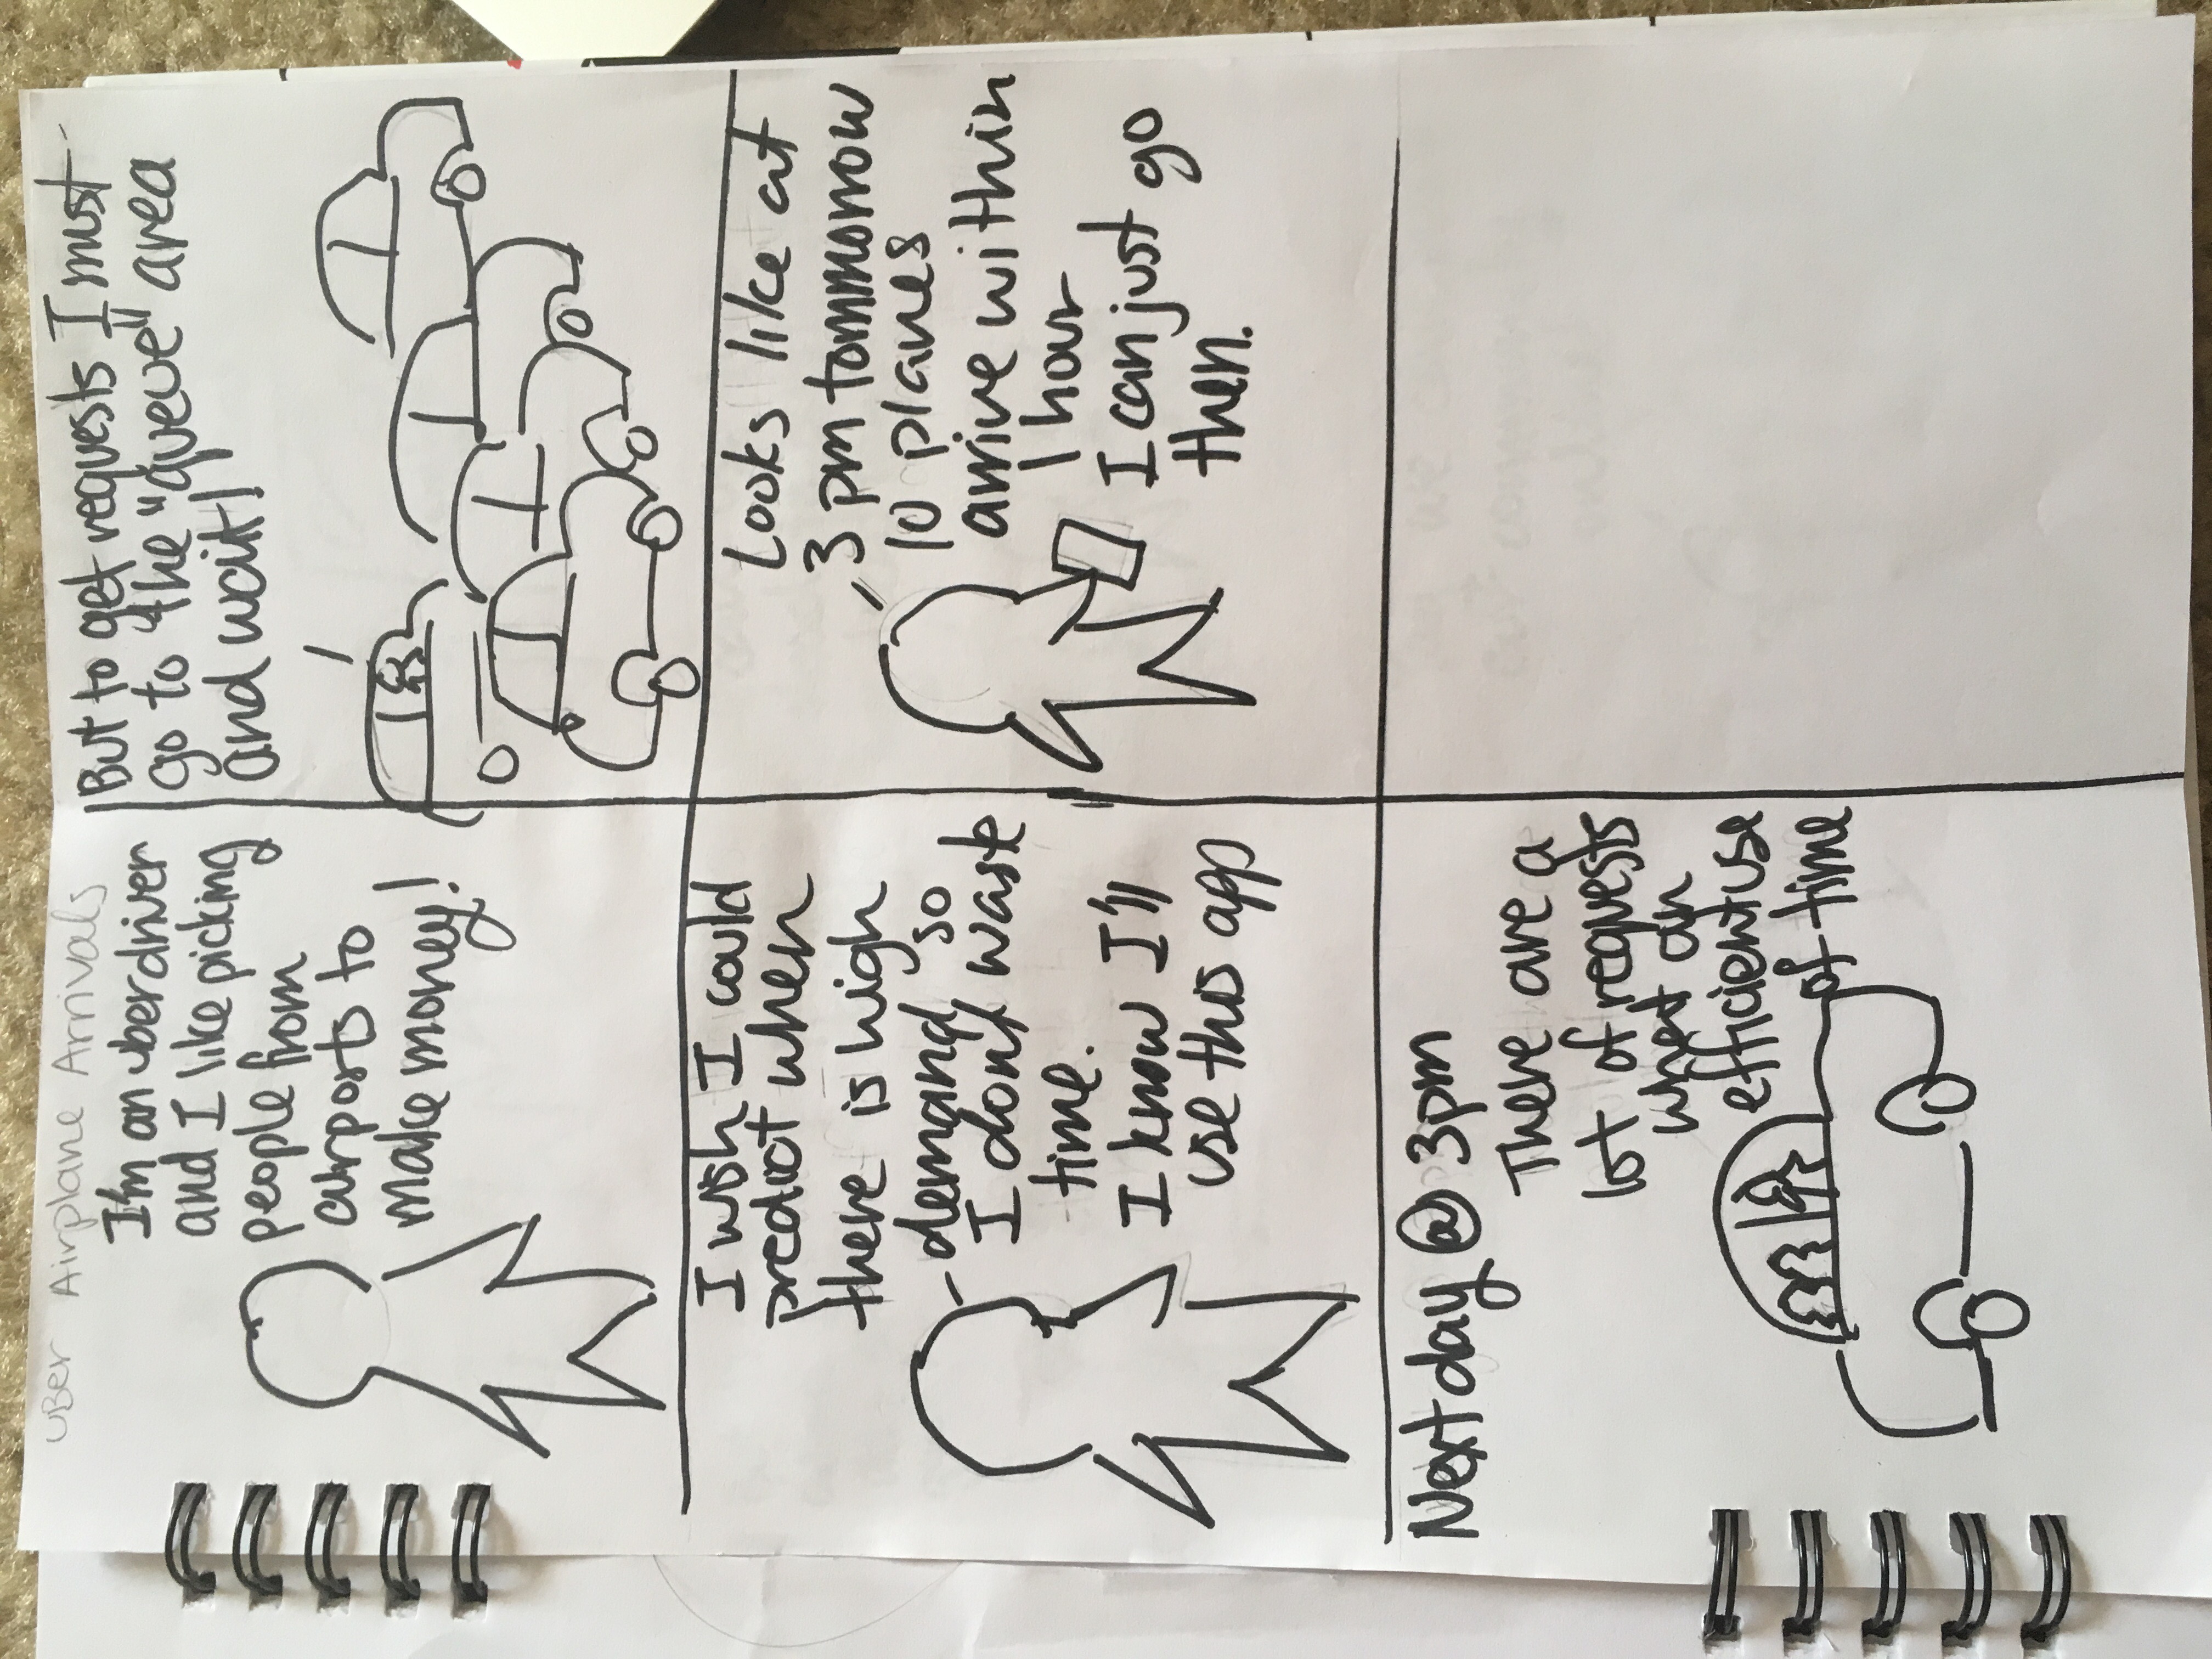 uBer Airplane Arrivals
I'm an uber driver
and I like picking
people from
airports to
make money!
But to get requests I must
go to the "queue" area
and wait!
I wish I could
predict when
there is high
demand so
I dont waste
time.
I know I'll
use this app
Looks like at
3 pm tommorrow
10 planes
arrive within
1 hour
I can just go
then.
Next day @ 3pm
There are a
lot of requests
what an
efficient use
of time